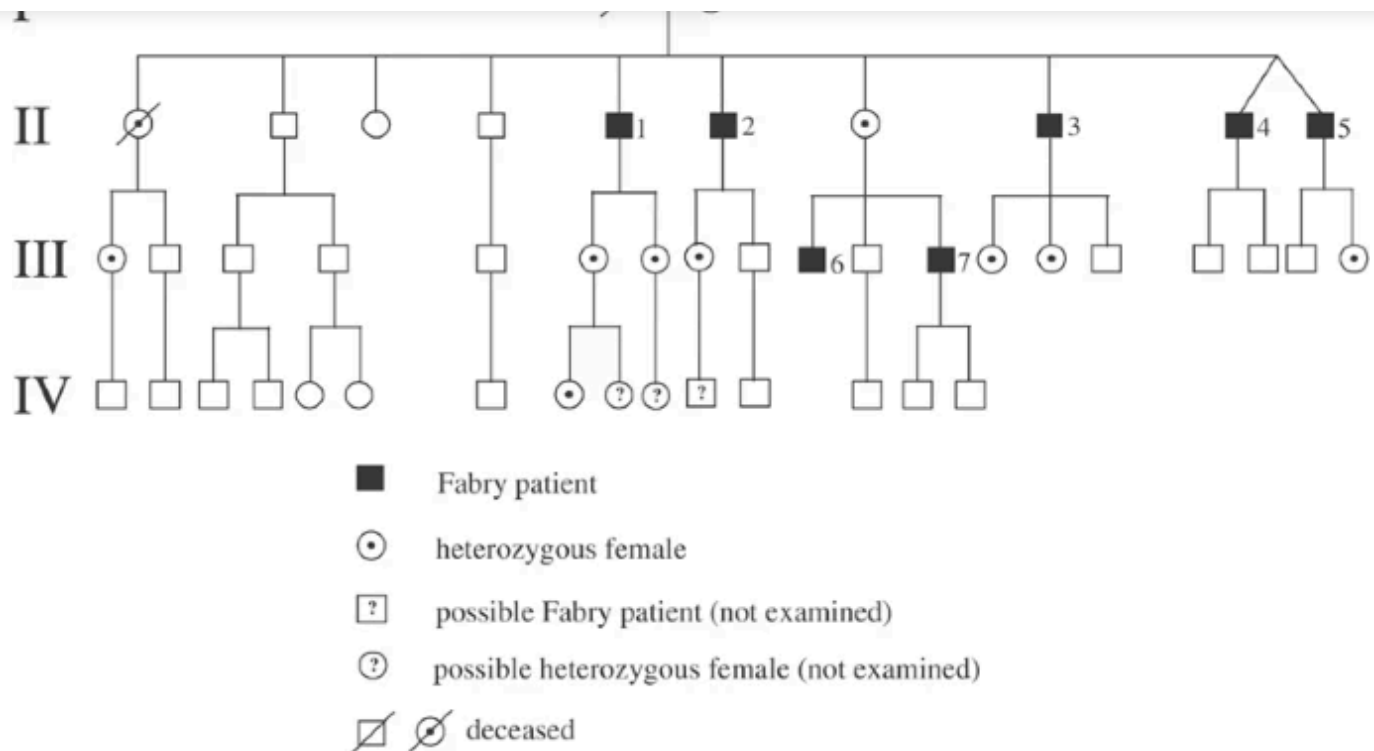 I
II 1 2 3 4 5
III 6 7
IV ? ? ?
Fabry patient
heterozygous female
? possible Fabry patient (not examined)
? possible heterozygous female (not examined)
deceased